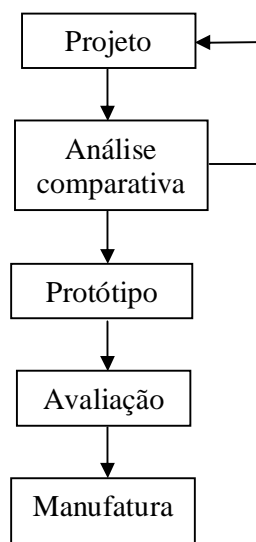 Projeto
Análise
comparativa
Protótipo
Avaliação
Manufatura